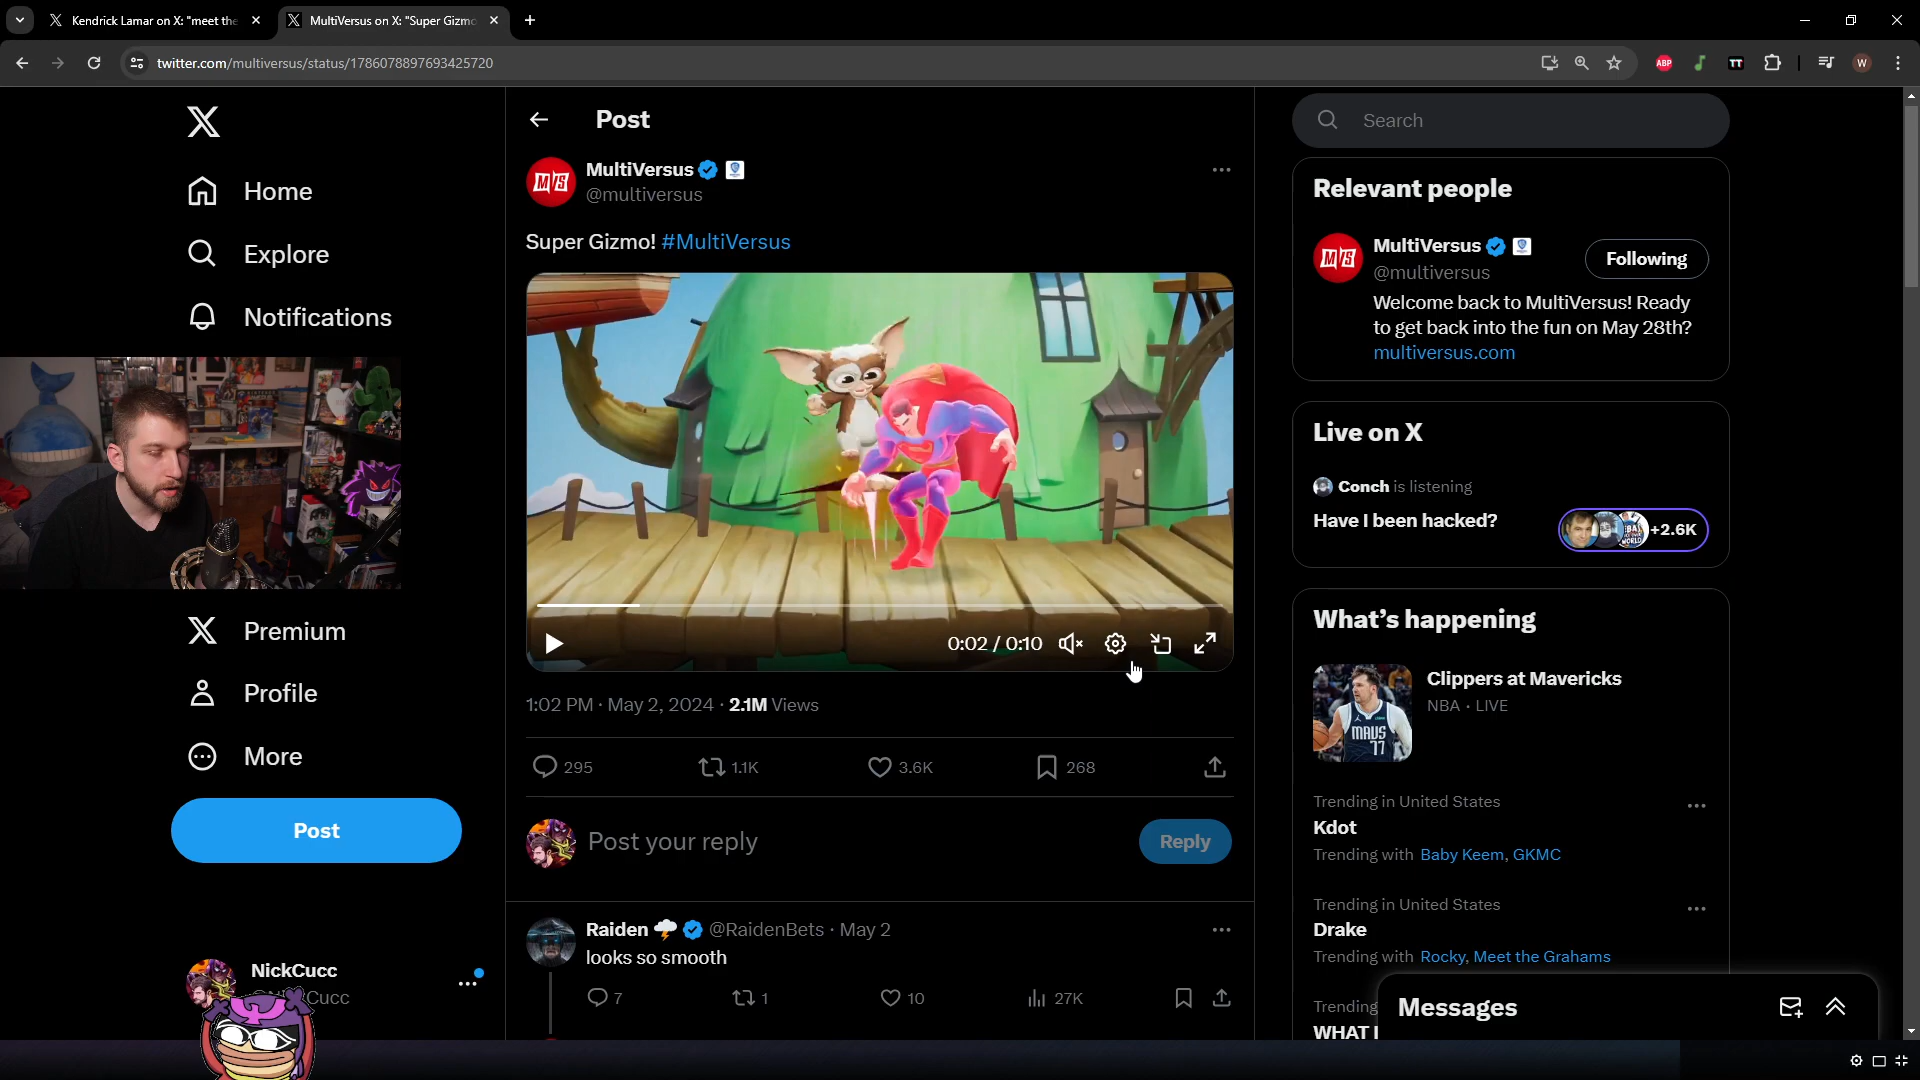 Kendrick Lamar on X: "meet the
MultiVersus on X: "Super Gizmo
twitter.com/multiversus/status/1786078897693425720
ABP
TT
W
Home
Explore
Notifications
Premium
Profile
More
Post
NickCucc
Cucc
Post
MultiVersus
@multiversus
Super Gizmo! #MultiVersus
0:02 / 0:10
1:02 PM · May 2, 2024 · 2.1M Views
295
1.1K
3.6K
268
Post your reply
Reply
Raiden @RaidenBets · May 2
looks so smooth
7
1
10
27K
Search
Relevant people
MultiVersus
@multiversus
Following
Welcome back to MultiVersus! Ready
to get back into the fun on May 28th?
multiversus.com
Live on X
Conch is listening
Have I been hacked?
+2.6K
What's happening
Clippers at Mavericks
NBA · LIVE
MAVS
77
Trending in United States
Kdot
Trending with Baby Keem, GKMC
Trending in United States
Drake
Trending with Rocky, Meet the Grahams
Trending
WHAT
Messages